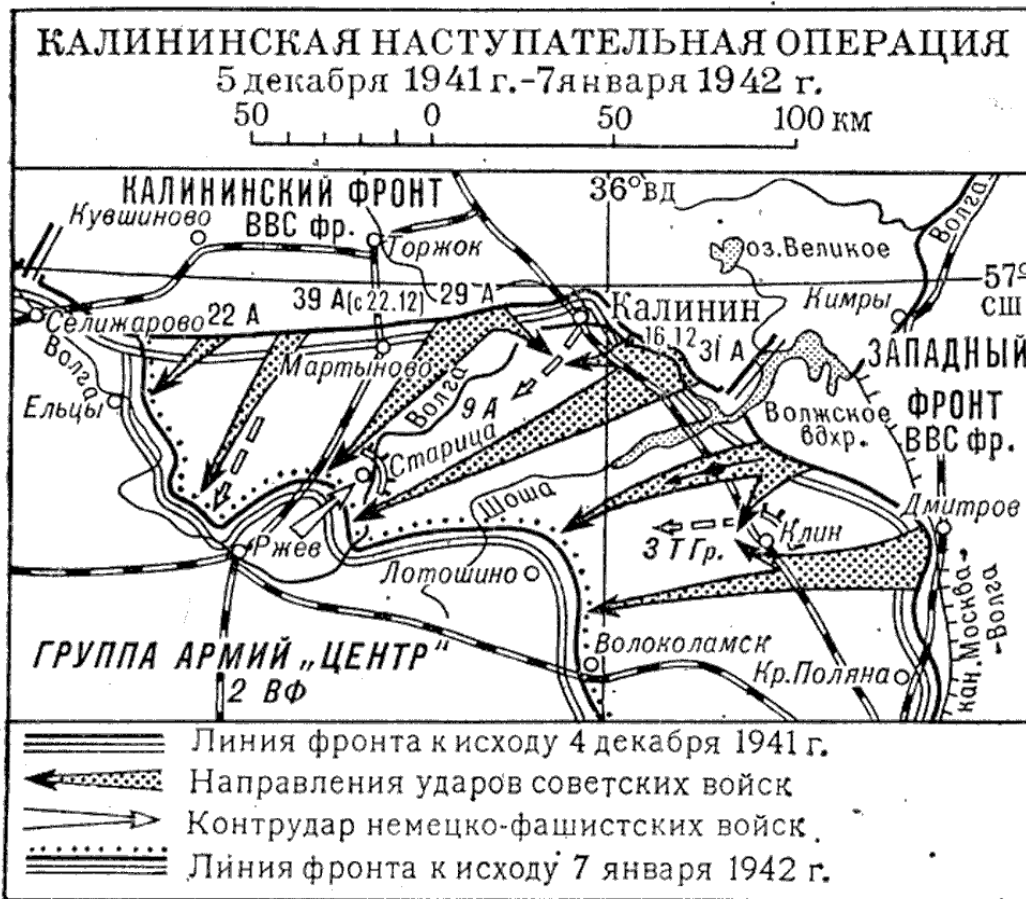 КАЛИНИНСКАЯ НАСТУПАТЕЛЬНАЯ ОПЕРАЦИЯ
5 декабря 1941 г.-7 января 1942 г.
50 0 50 100 км
КАЛИНИНСКИЙ ФРОНТ
ВВС фр.
36° вд
Кувшиново
Торжок
Волга
оз. Великое
57°
сш
39 А (с 22.12)
29 А
Калинин
Кимры
Селижарово
22 А
16.12
31 А
Мартыново
Волга
Волга
ЗАПАДНЫЙ
ФРОНТ
ВВС фр.
Ельцы
9 А
Волжское
вдхр.
Старица
Шоша
Дмитров
Ржев
3 ТГр.
Клин
Лотошино
ГРУППА АРМИЙ „ЦЕНТР"
2 ВФ
Волоколамск
Кр. Поляна
кан. Москва-
-Волга
Линия фронта к исходу 4 декабря 1941 г.
Направления ударов советских войск
Контрудар немецко-фашистских войск.
Линия фронта к исходу 7 января 1942 г.